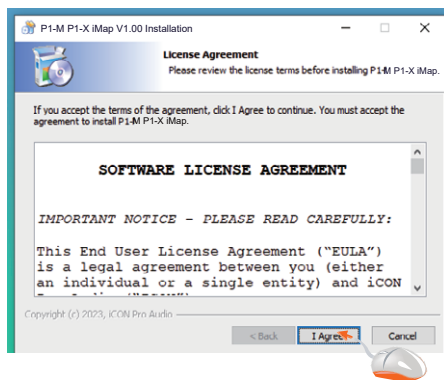 P1-M P1-X iMap V1.00 Installation
License Agreement
Please review the license terms before installing P1-M P1-X iMap.
If you accept the terms of the agreement, click I Agree to continue. You must accept the
agreement to install P1-M P1-X iMap.
SOFTWARE LICENSE AGREEMENT
IMPORTANT NOTICE – PLEASE READ CAREFULLY:
This End User License Agreement (“EULA”)
is a legal agreement between you (either
an individual or a single entity) and iCON
Copyright (c) 2023, iCON Pro Audio
< Back
I Agree
Cancel